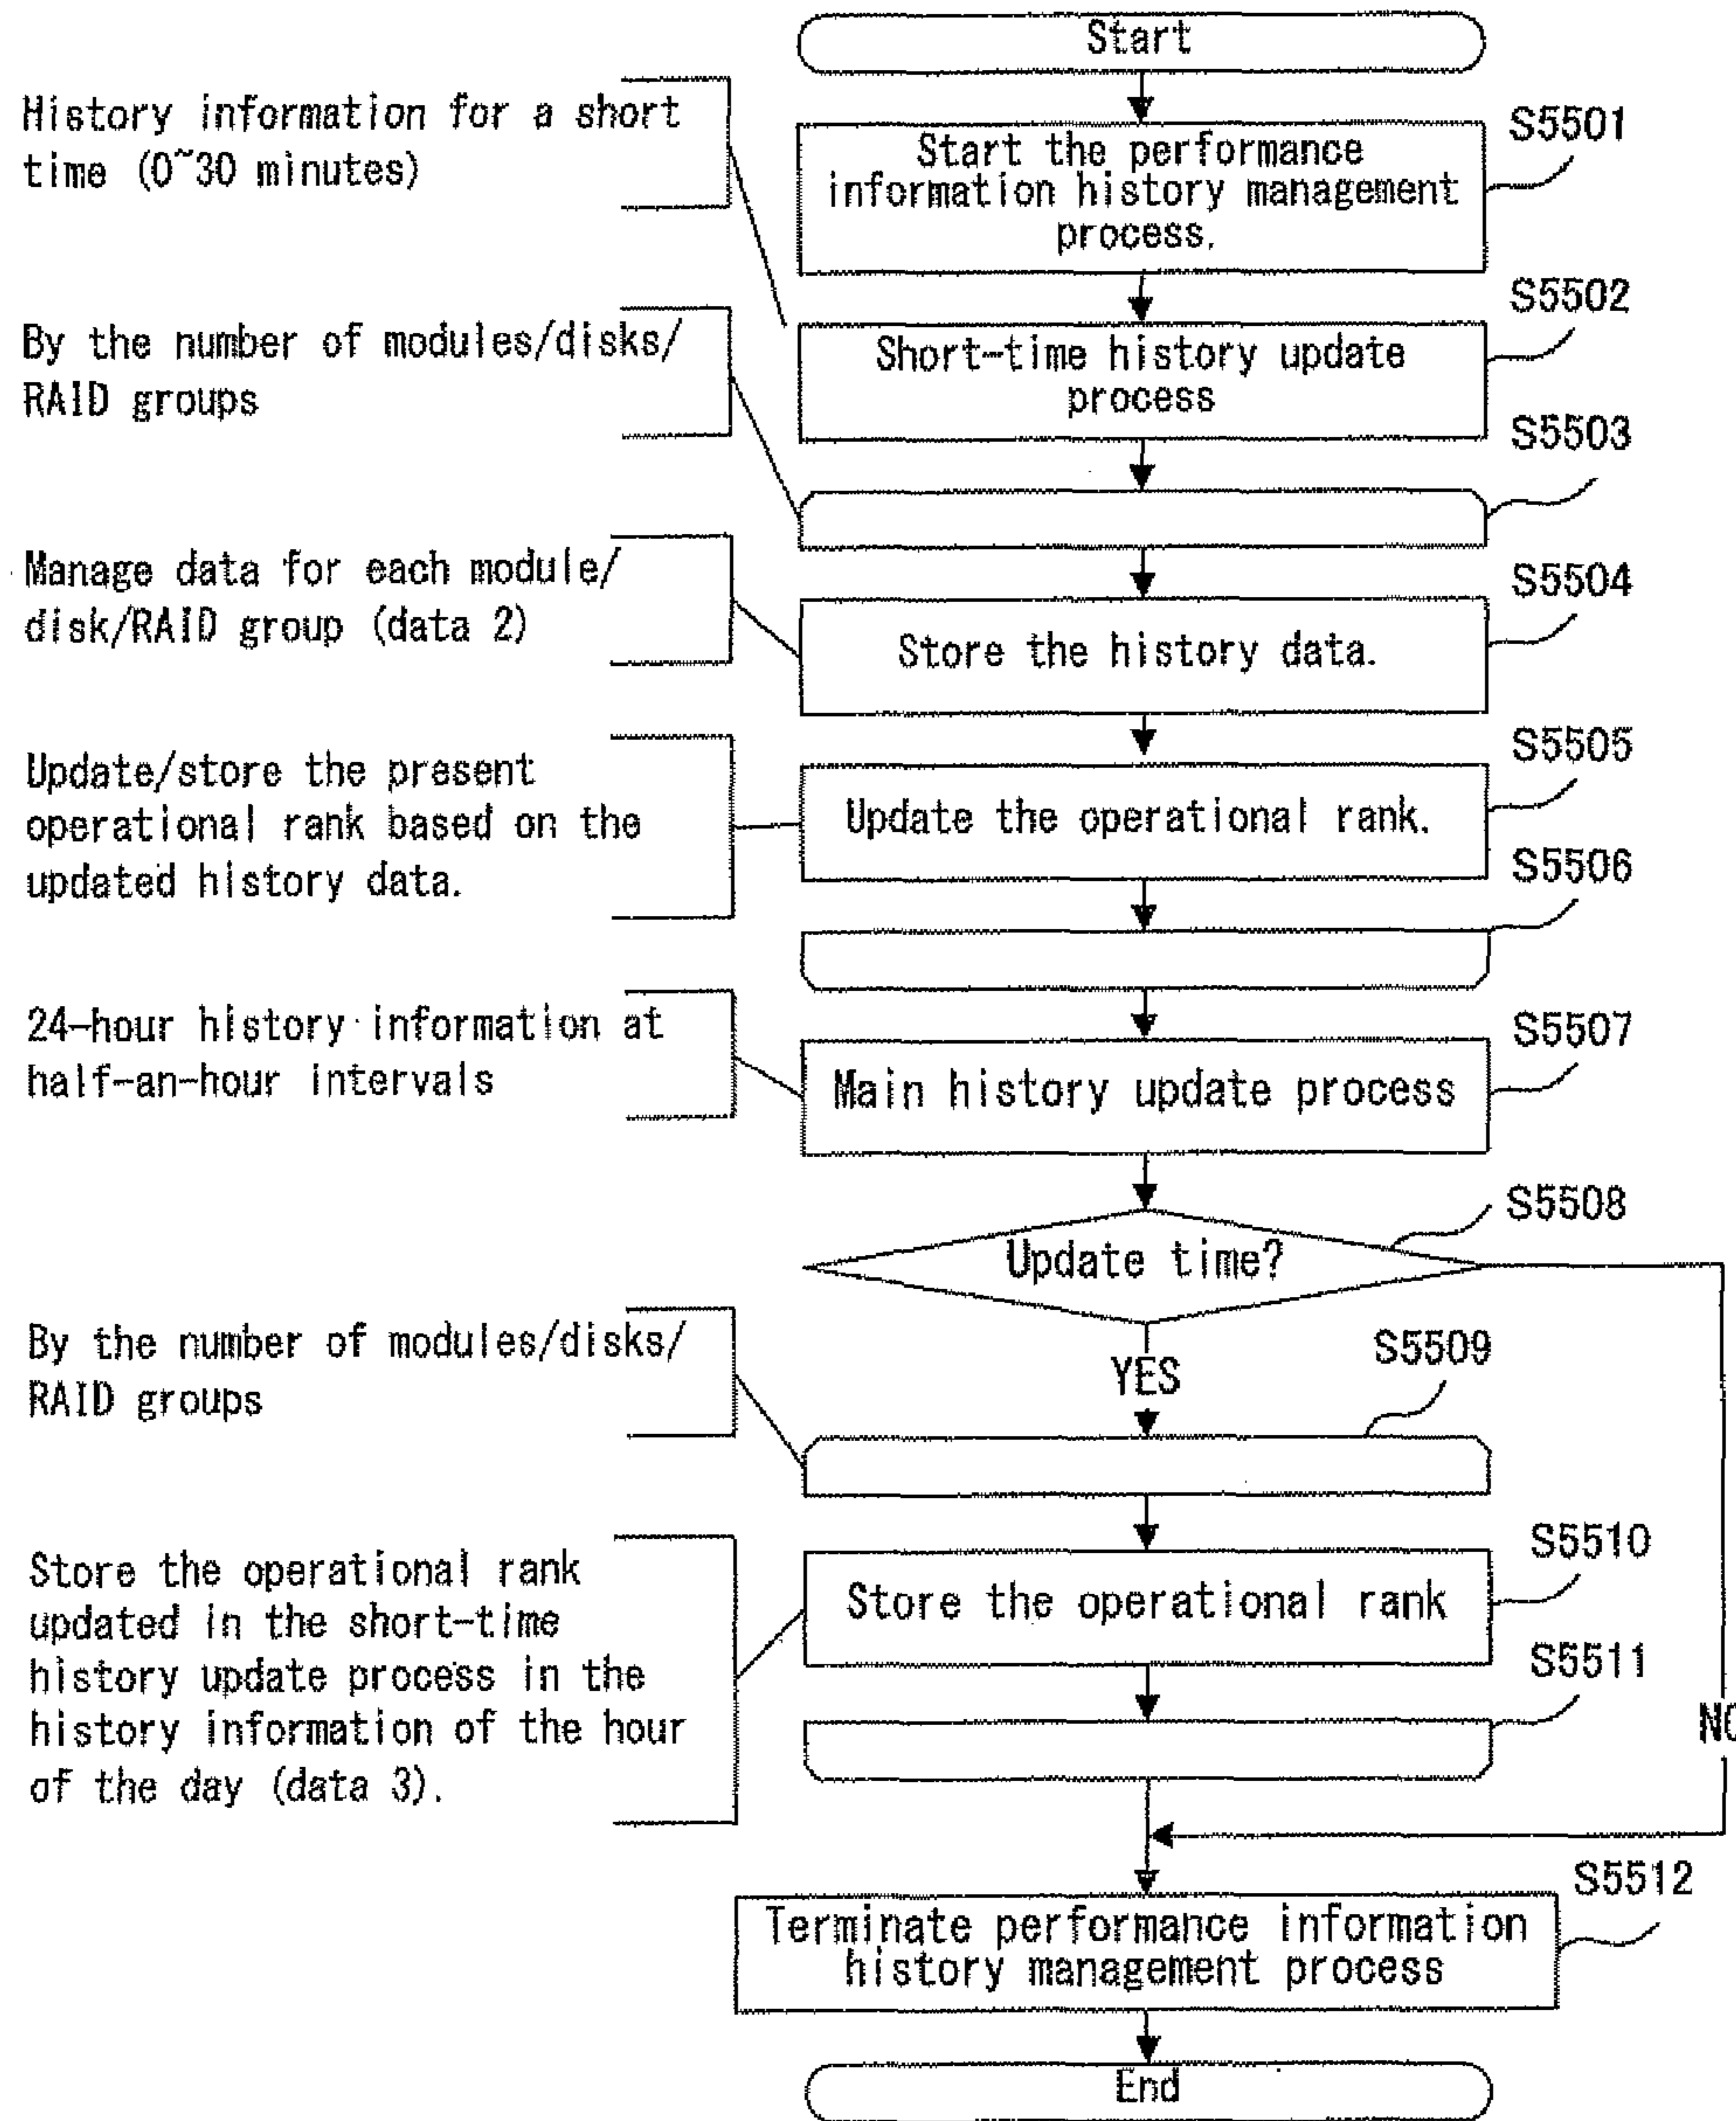 Start
History information for a short
time (0~30 minutes)
S5501
Start the performance
information history management
process.
S5502
By the number of modules/disks/
RAID groups
Short-time history update
process
S5503
Manage data for each module/
disk/RAID group (data 2)
S5504
Store the history data.
S5505
Update/store the present
operational rank based on the
updated history data.
Update the operational rank.
S5506
24-hour history information at
half-an-hour intervals
S5507
Main history update process
S5508
Update time?
By the number of modules/disks/
RAID groups
S5509
YES
S5510
Store the operational rank
updated in the short-time
history update process in the
history information of the hour
of the day (data 3).
Store the operational rank
S5511
NO
S5512
Terminate performance information
history management process
End